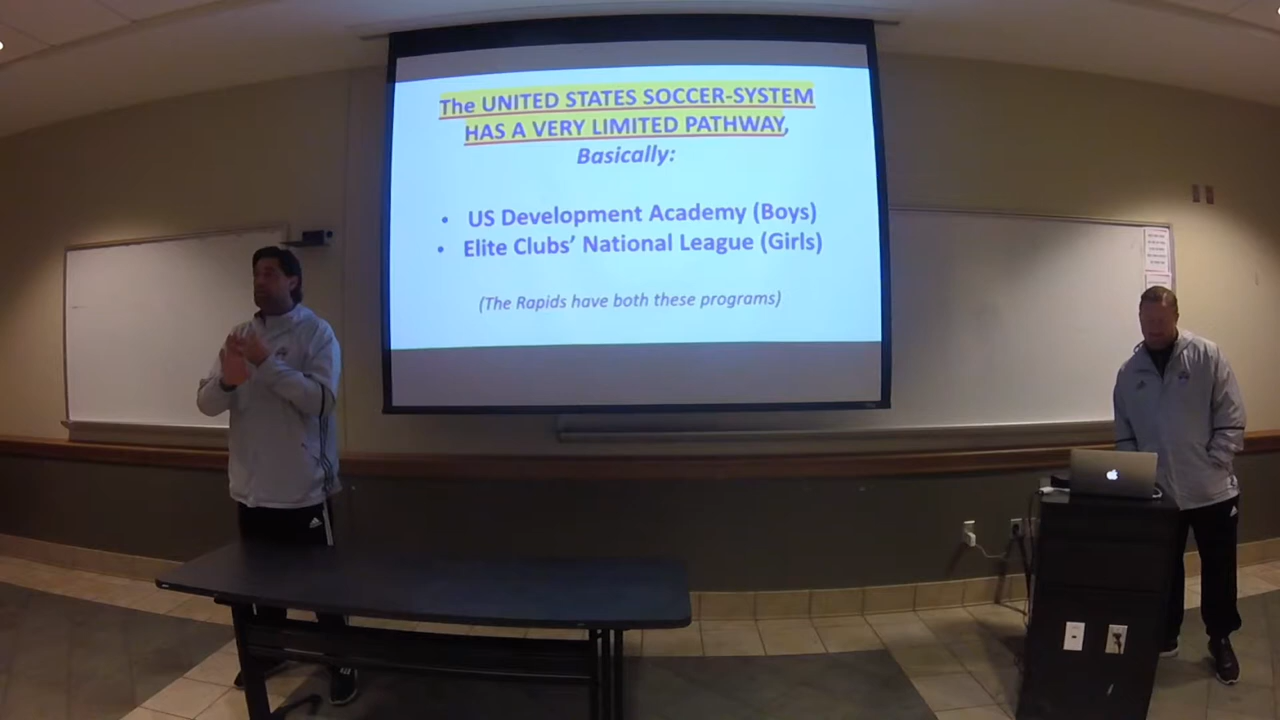 The UNITED STATES SOCCER-SYSTEM
HAS A VERY LIMITED PATHWAY,
Basically:
• US Development Academy (Boys)
• Elite Clubs’ National League (Girls)
(The Rapids have both these programs)